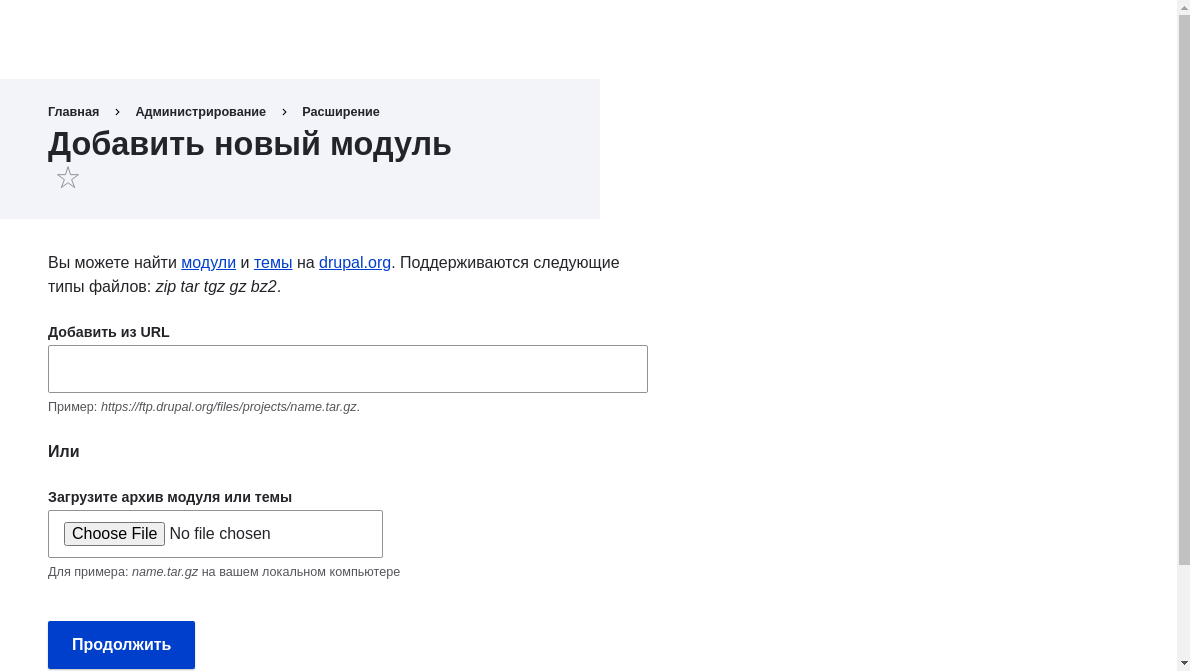 Главная › Администрирование › Расширение
Добавить новый модуль
Вы можете найти модули и темы на drupal.org. Поддерживаются следующие
типы файлов: zip tar tgz gz bz2.
Добавить из URL
Пример: https://ftp.drupal.org/files/projects/name.tar.gz.
Или
Загрузите архив модуля или темы
Choose File No file chosen
Для примера: name.tar.gz на вашем локальном компьютере
Продолжить